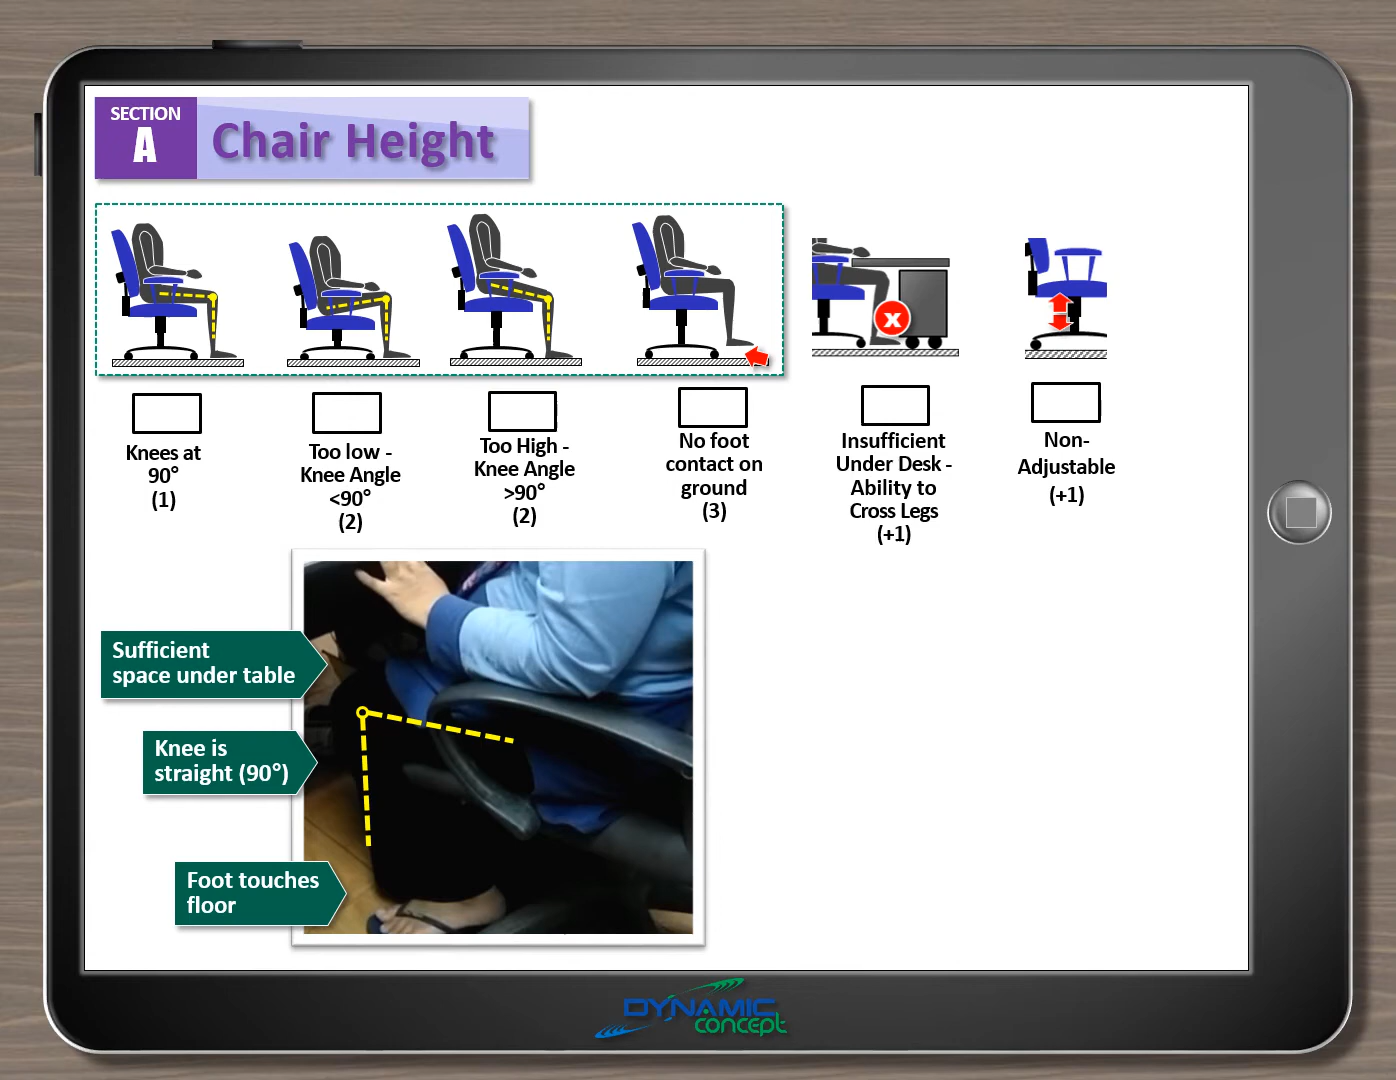 SECTION
A
Chair Height
x
Knees at
90°
(1)
Too low -
Knee Angle
<90°
(2)
Too High -
Knee Angle
>90°
(2)
No foot
contact on
ground
(3)
Insufficient
Under Desk -
Ability to
Cross Legs
(+1)
Non-
Adjustable
(+1)
Sufficient
space under table
Knee is
straight (90°)
Foot touches
floor
DYNAMIC
concept